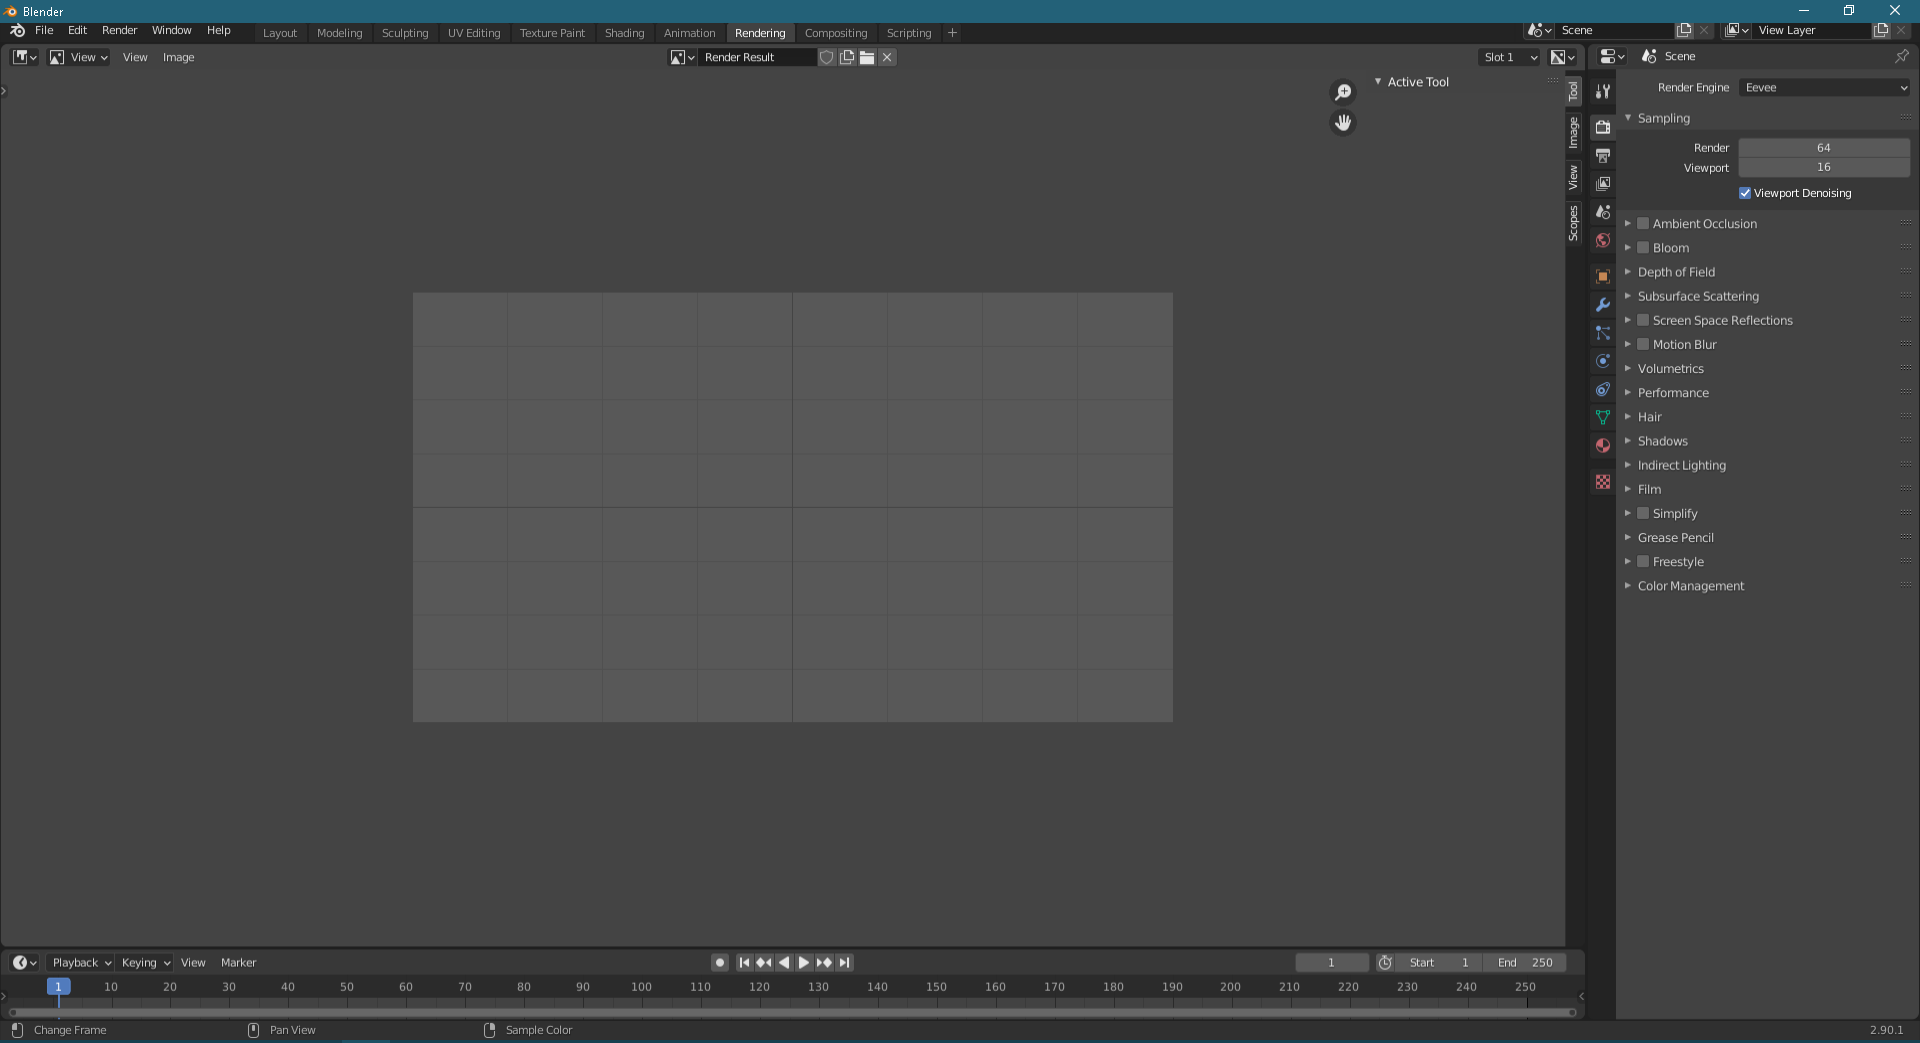 Blender
File Edit Render Window Help Layout Modeling Sculpting UV Editing Texture Paint Shading Animation Rendering Compositing Scripting + Scene View Layer
View View Image Render Result Slot 1 Scene
Active Tool
Tool
Image
View
Scopes
Render Engine Eevee
Sampling
Render 64
Viewport 16
Viewport Denoising
Ambient Occlusion
Bloom
Depth of Field
Subsurface Scattering
Screen Space Reflections
Motion Blur
Volumetrics
Performance
Hair
Shadows
Indirect Lighting
Film
Simplify
Grease Pencil
Freestyle
Color Management
Playback Keying View Marker 1 Start 1 End 250
1 10 20 30 40 50 60 70 80 90 100 110 120 130 140 150 160 170 180 190 200 210 220 230 240 250
Change Frame Pan View Sample Color 2.90.1